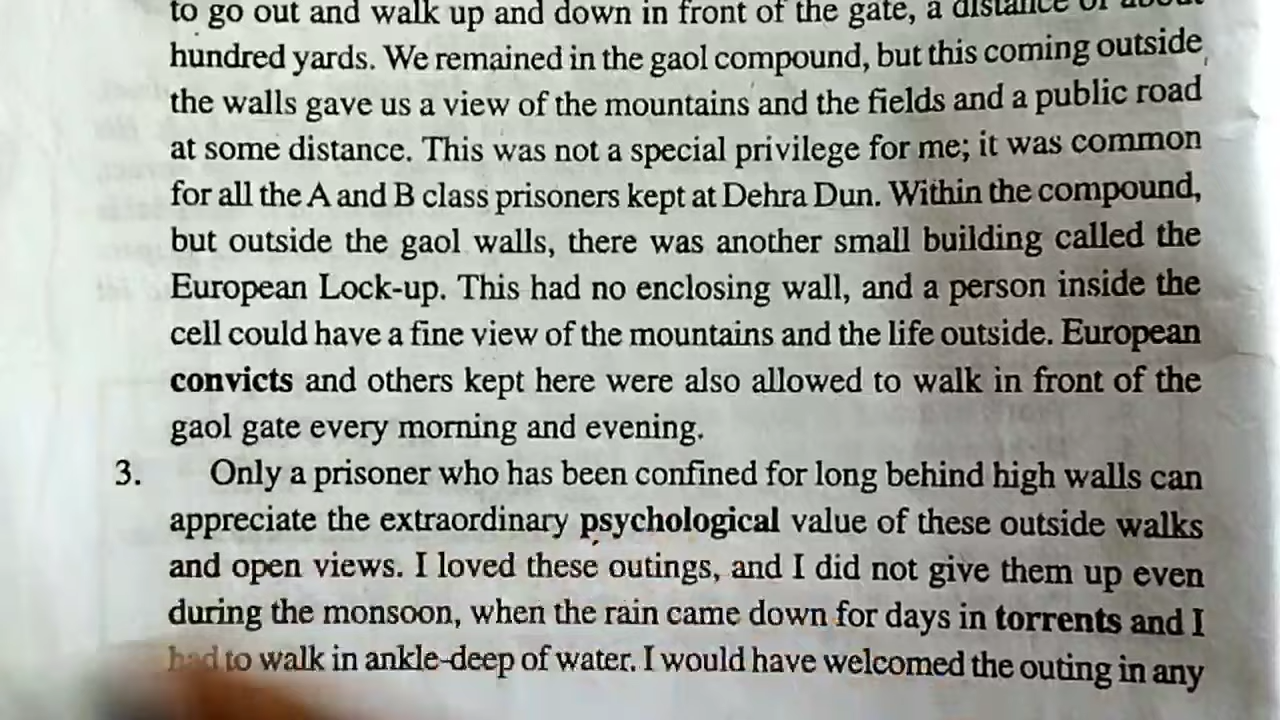 to go out and walk up and down in front of the gate, a distance of about
hundred yards. We remained in the gaol compound, but this coming outside
the walls gave us a view of the mountains and the fields and a public road
at some distance. This was not a special privilege for me; it was common
for all the A and B class prisoners kept at Dehra Dun. Within the compound,
but outside the gaol walls, there was another small building called the
European Lock-up. This had no enclosing wall, and a person inside the
cell could have a fine view of the mountains and the life outside. European
convicts and others kept here were also allowed to walk in front of the
gaol gate every morning and evening.
3. Only a prisoner who has been confined for long behind high walls can
appreciate the extraordinary psychological value of these outside walks
and open views. I loved these outings, and I did not give them up even
during the monsoon, when the rain came down for days in torrents and I
had to walk in ankle-deep of water. I would have welcomed the outing in any